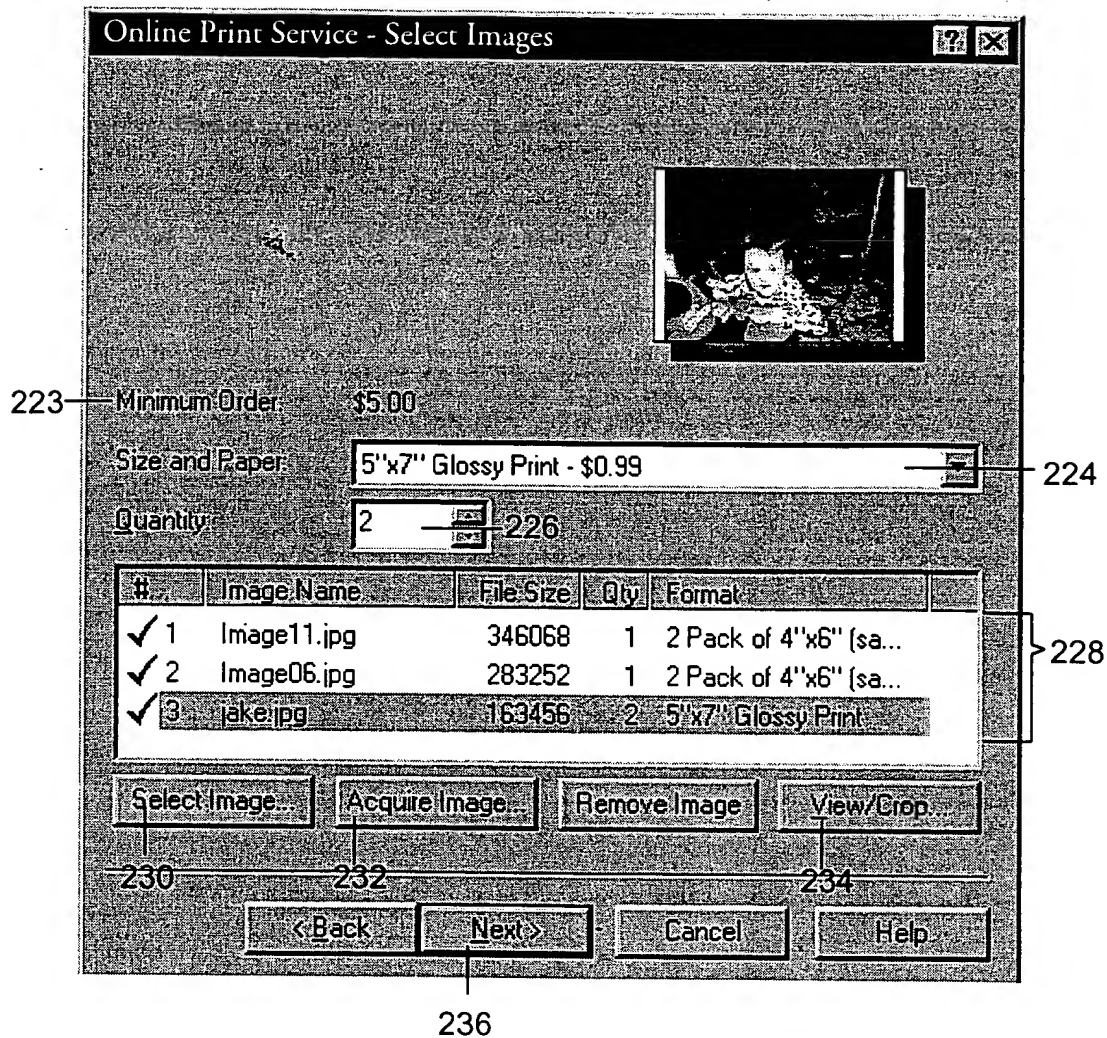 Online Print Service - Select Images
223 Minimum Order: $5.00
Size and Paper: 5"x7" Glossy Print - $0.99 224
Quantity 2 226
#... Image Name File Size Qty Format
1 Image11.jpg 346068 1 2 Pack of 4"x6" (sa...
2 Image06.jpg 283252 1 2 Pack of 4"x6" (sa...
3 jake.jpg 163456 2 5"x7" Glossy Print
228
Select Image... Acquire Image... Remove Image View/Crop...
230 232 234
< Back Next > Cancel Help
236